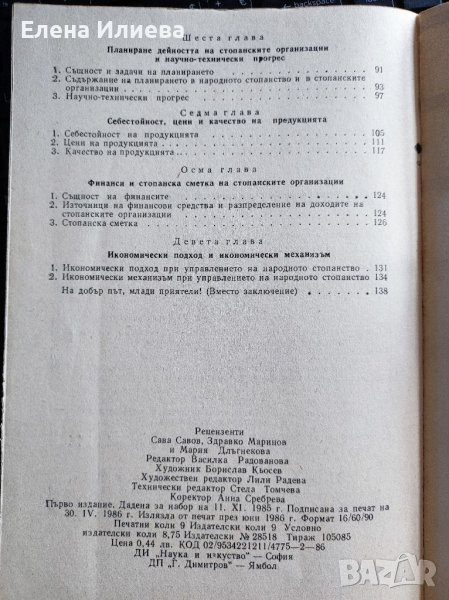 Елена Илиева
Шеста глава
Планиране дейността на стопанските организации
и научно-технически прогрес
1. Същност и задачи на планирането 91
2. Съдържание на планирането в народното стопанство и в стопанските
организации 93
3. Научно-технически прогрес 97
Седма глава
Себестойност, цени и качество на продукцията
1. Себестойност на продукцията 105
2. Цени на продукцията 111
3. Качество на продукцията 117
Осма глава
Финанси и стопанска сметка на стопанските организации
1. Същност на финансите 124
2. Източници на финансови средства и разпределение на доходите на
стопанските организации 124
3. Стопанска сметка 126
Девета глава
Икономически подход и икономически механизъм
1. Икономически подход при управлението на народното стопанство 131
2. Икономически механизъм при управлението на народното стопанство 134
На добър път, млади приятели! (Вместо заключение) 138
Рецензенти
Сава Савов, Здравко Маринов
и Мария Длъгнекова
Редактор Василка Радованова
Художник Борислав Кьосев
Художествен редактор Лили Радева
Технически редактор Стела Томчева
Коректор Анна Сребрева
Първо издание. Дадена за набор на 11. XI. 1985 г. Подписана за печат на
30. IV. 1986 г. Излязла от печат през юни 1986 г. Формат 16/60/90
Печатни коли 9 Издателски коли 9 Условно
издателски коли 8,75 Издателски № 28518 Тираж 105085
Цена 0,44 лв. КОД 02/9534221211/4775—2—86
ДИ „Наука и изкуство" — София
ДП „Г. Димитров" — Ямбол
BAZAR